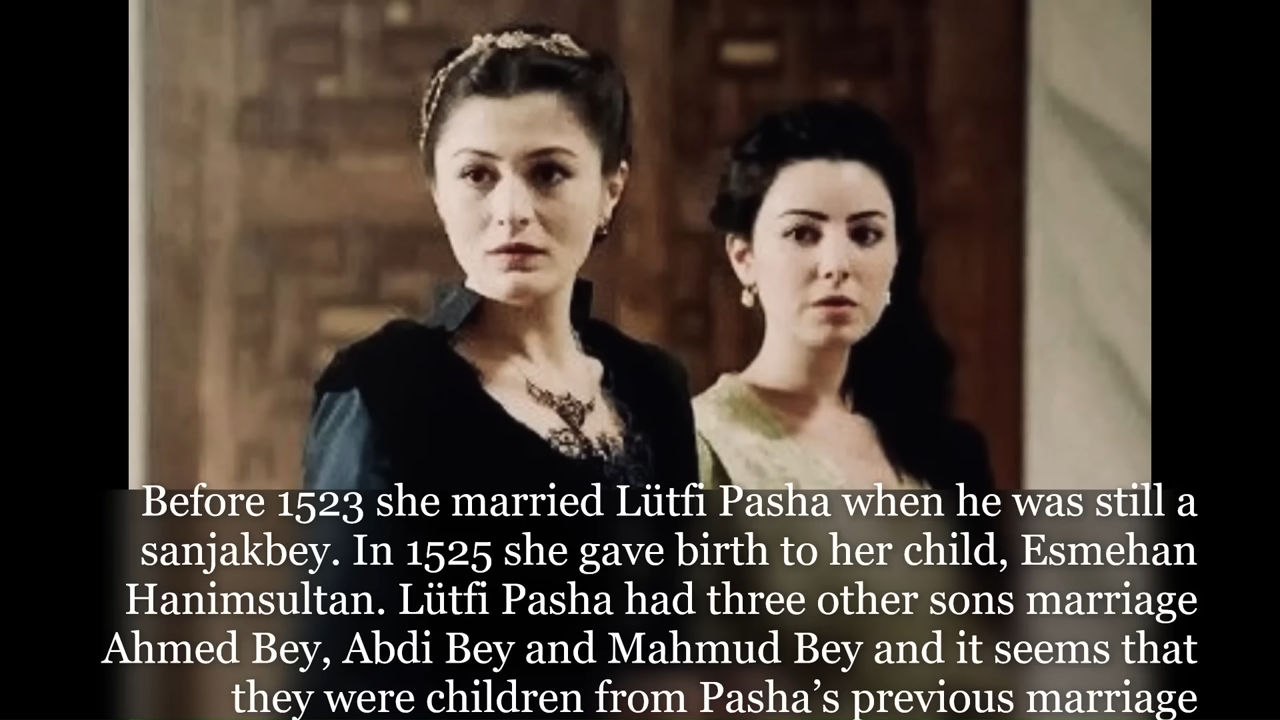 Before 1523 she married Lütfi Pasha when he was still a
sanjakbey. In 1525 she gave birth to her child, Esmehan
Hanimsultan. Lütfi Pasha had three other sons marriage
Ahmed Bey, Abdi Bey and Mahmud Bey and it seems that
they were children from Pasha’s previous marriage